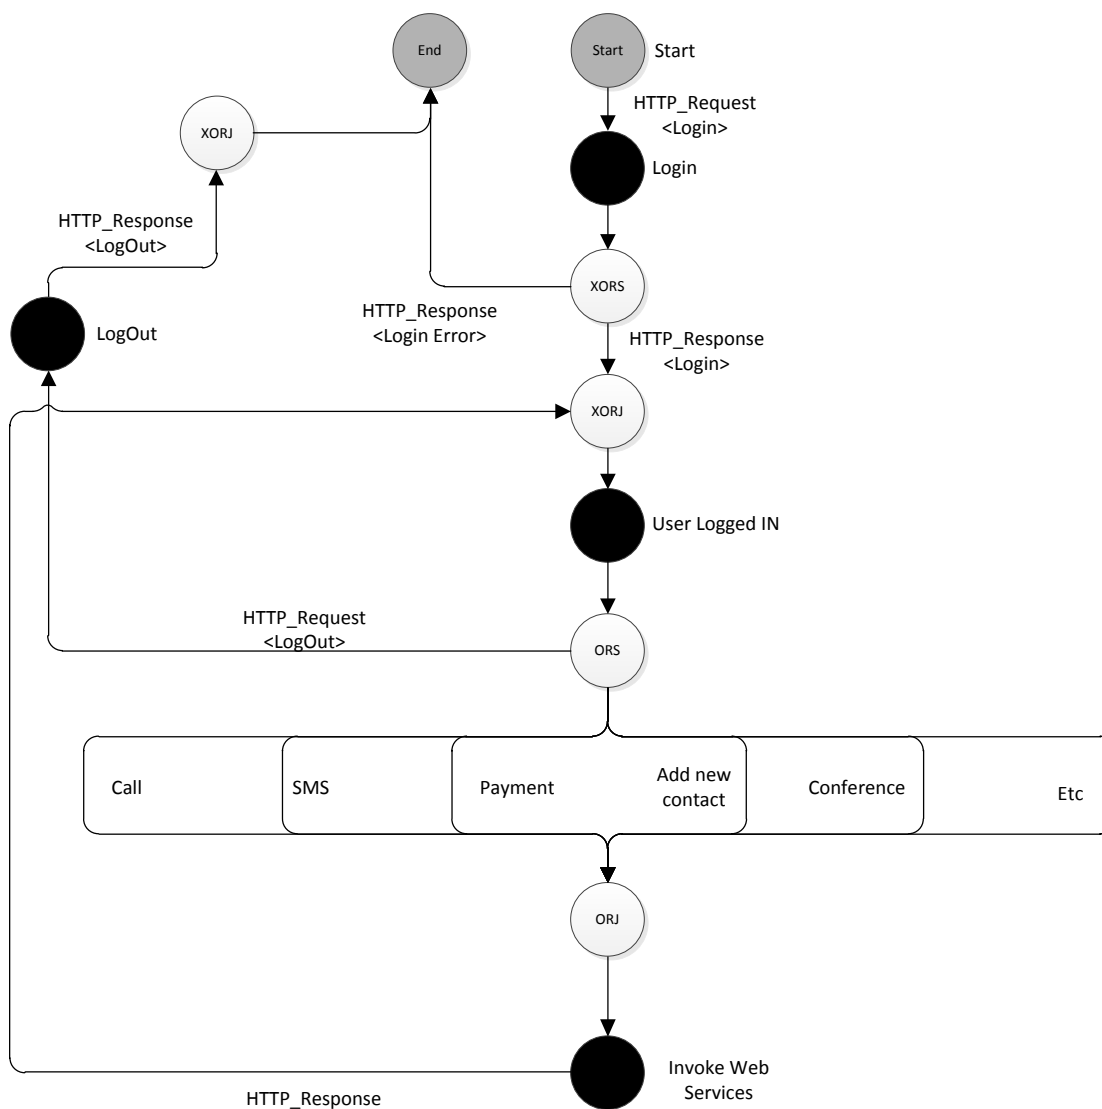 End
Start
Start
HTTP_Request
<Login>
XORJ
Login
HTTP_Response
<LogOut>
XORS
HTTP_Response
<Login Error>
LogOut
HTTP_Response
<Login>
XORJ
User Logged IN
HTTP_Request
<LogOut>
ORS
Call
SMS
Payment
Add new
contact
Conference
Etc
ORJ
Invoke Web
Services
HTTP_Response